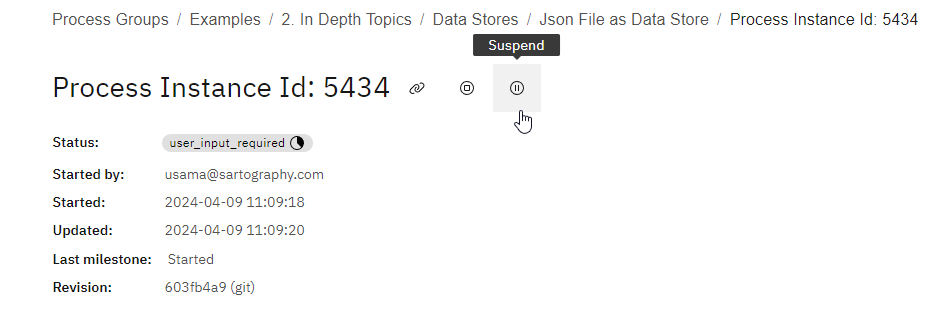 Process Groups / Examples / 2. In Depth Topics / Data Stores / Json File as Data Store / Process Instance Id: 5434
Suspend
Process Instance Id: 5434
Status: user_input_required
Started by: usama@sartography.com
Started: 2024-04-09 11:09:18
Updated: 2024-04-09 11:09:20
Last milestone: Started
Revision: 603fb4a9 (git)